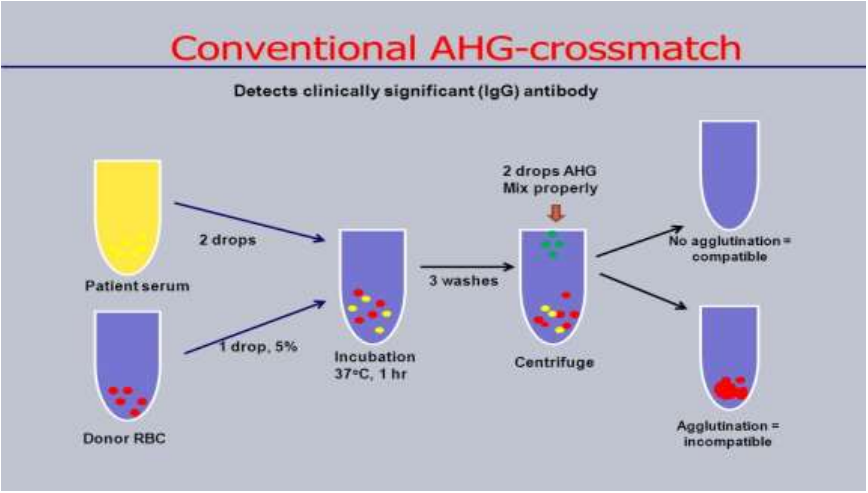 Conventional AHG-crossmatch
Detects clinically significant (IgG) antibody
2 drops AHG
Mix properly
2 drops
No agglutination =
compatible
Patient serum
3 washes
1 drop, 5%
Incubation
37°C, 1 hr
Centrifuge
Donor RBC
Agglutination =
incompatible